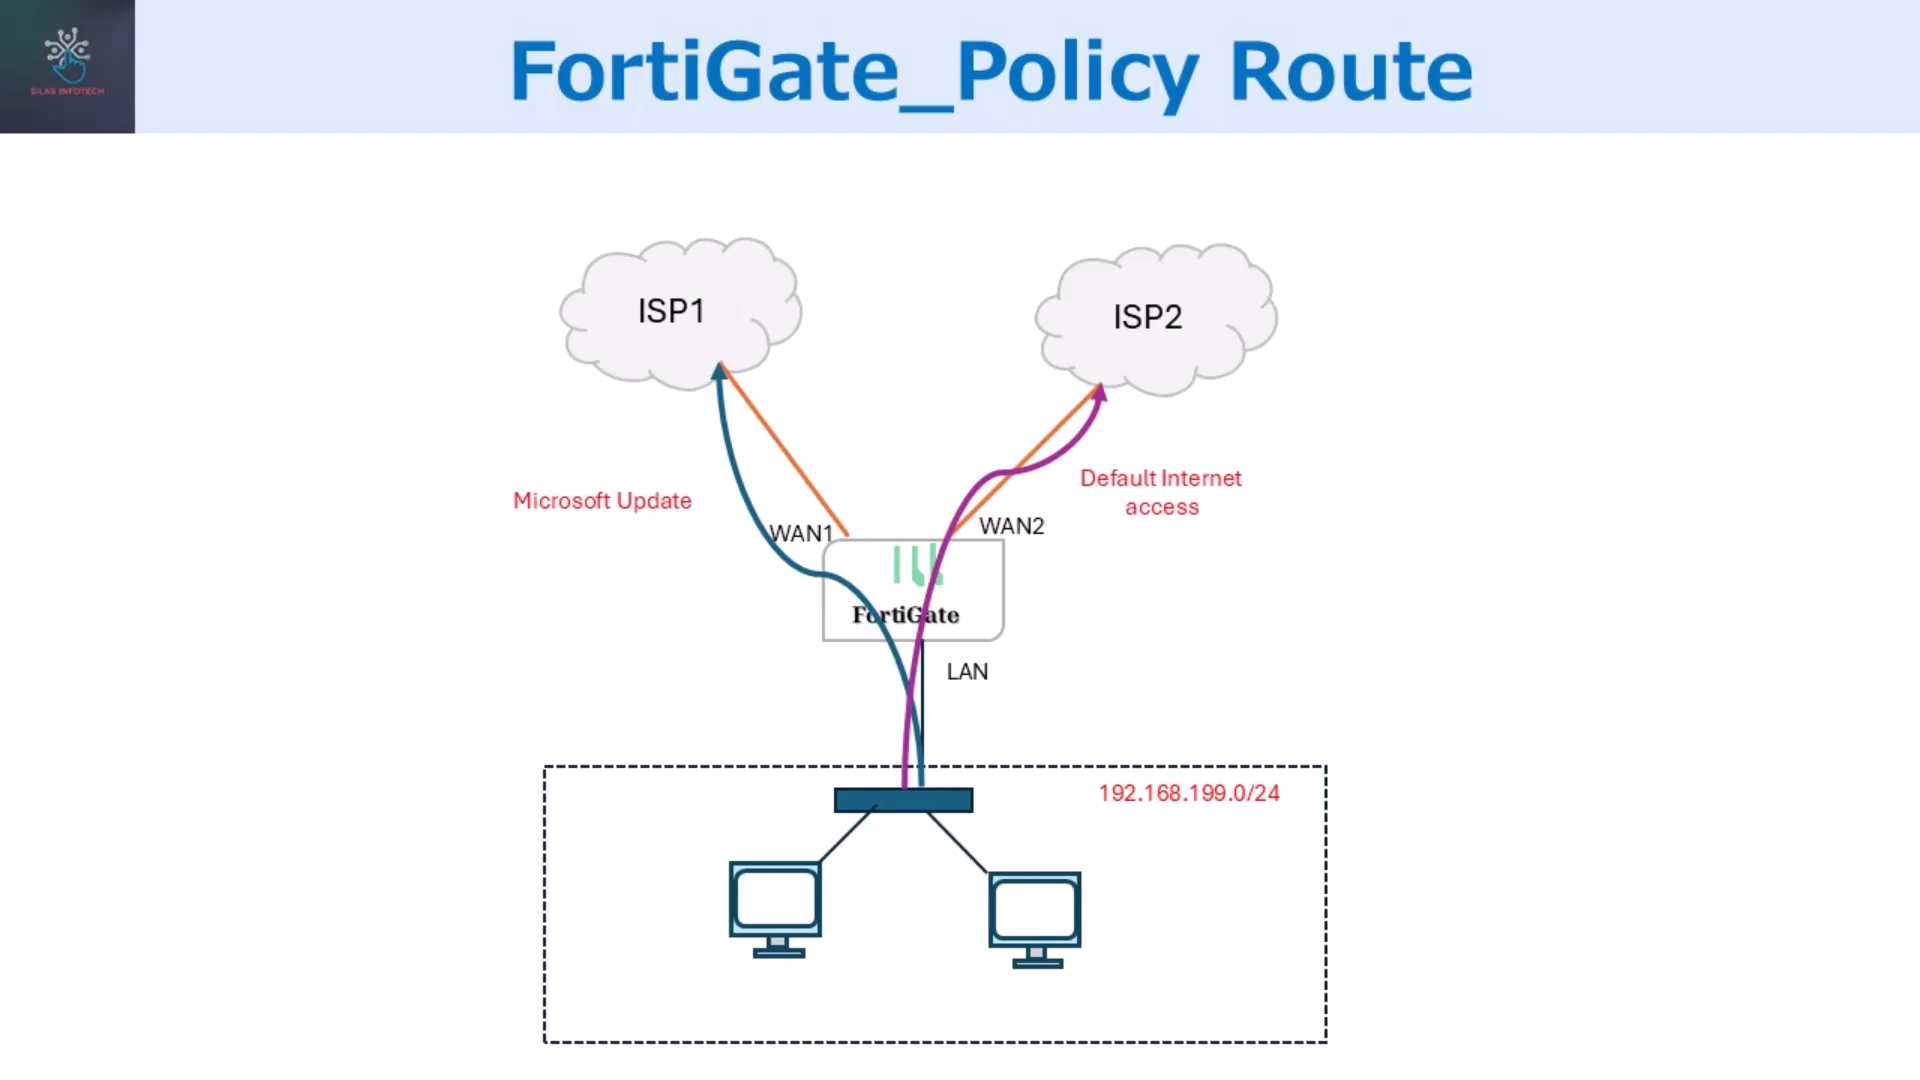 SILAS INFOTECH
FortiGate_Policy Route
ISP1
ISP2
Microsoft Update
Default Internet
access
WAN1
WAN2
FortiGate
LAN
192.168.199.0/24